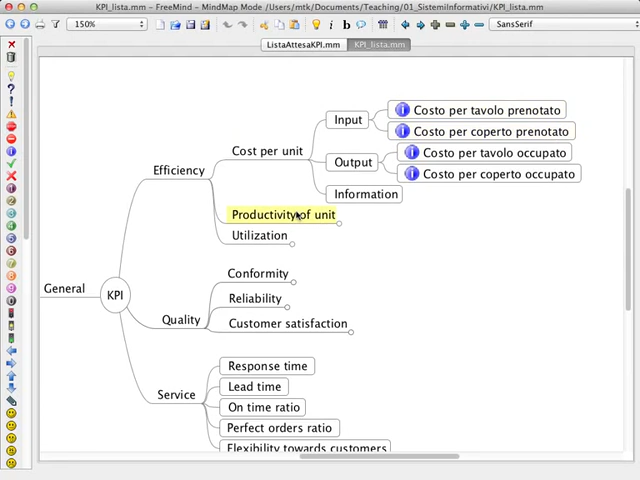 KPI_lista.mm - FreeMind - MindMap Mode /Users/mtk/Documents/Teaching/01_SistemiInformativi/KPI_lista.mm
150%
SansSerif
ListaAttesaKPI.mm
KPI_lista.mm
Input
Costo per tavolo prenotato
Costo per coperto prenotato
Cost per unit
Output
Costo per tavolo occupato
Costo per coperto occupato
Efficiency
Information
Productivity of unit
Utilization
General
KPI
Conformity
Reliability
Quality
Customer satisfaction
Response time
Lead time
Service
On time ratio
Perfect orders ratio
Flexibility towards customers